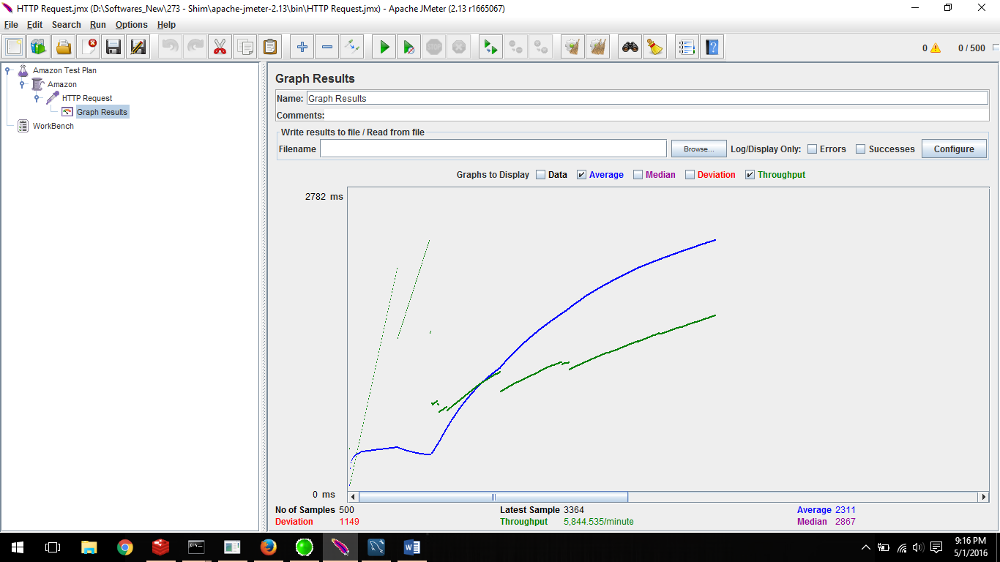 HTTP Request.jmx (D:\Softwares_New\273 - Shim\apache-jmeter-2.13\bin\HTTP Request.jmx) - Apache JMeter (2.13 r1665067)
File Edit Search Run Options Help
STOP
0 0 / 500
Amazon Test Plan
Amazon
HTTP Request
Graph Results
WorkBench
Graph Results
Name: Graph Results
Comments:
Write results to file / Read from file
Filename Browse... Log/Display Only: Errors Successes Configure
Graphs to Display Data Average Median Deviation Throughput
2782 ms
0 ms
No of Samples 500 Latest Sample 3364 Average 2311
Deviation 1149 Throughput 5,844.535/minute Median 2867
9:16 PM
5/1/2016